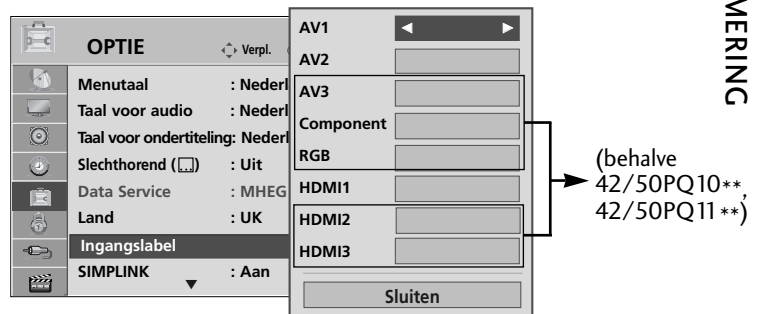 OPTIE
Verpl.
Menutaal : Nederl
Taal voor audio : Nederl
Taal voor ondertiteling: Nederl
Slechthorend ( ) : Uit
Data Service : MHEG
Land : UK
Ingangslabel
SIMPLINK : Aan
AV1
AV2
AV3
Component
RGB
HDMI1
HDMI2
HDMI3
Sluiten
(behalve
42/50PQ10**,
42/50PQ11**)
MERING